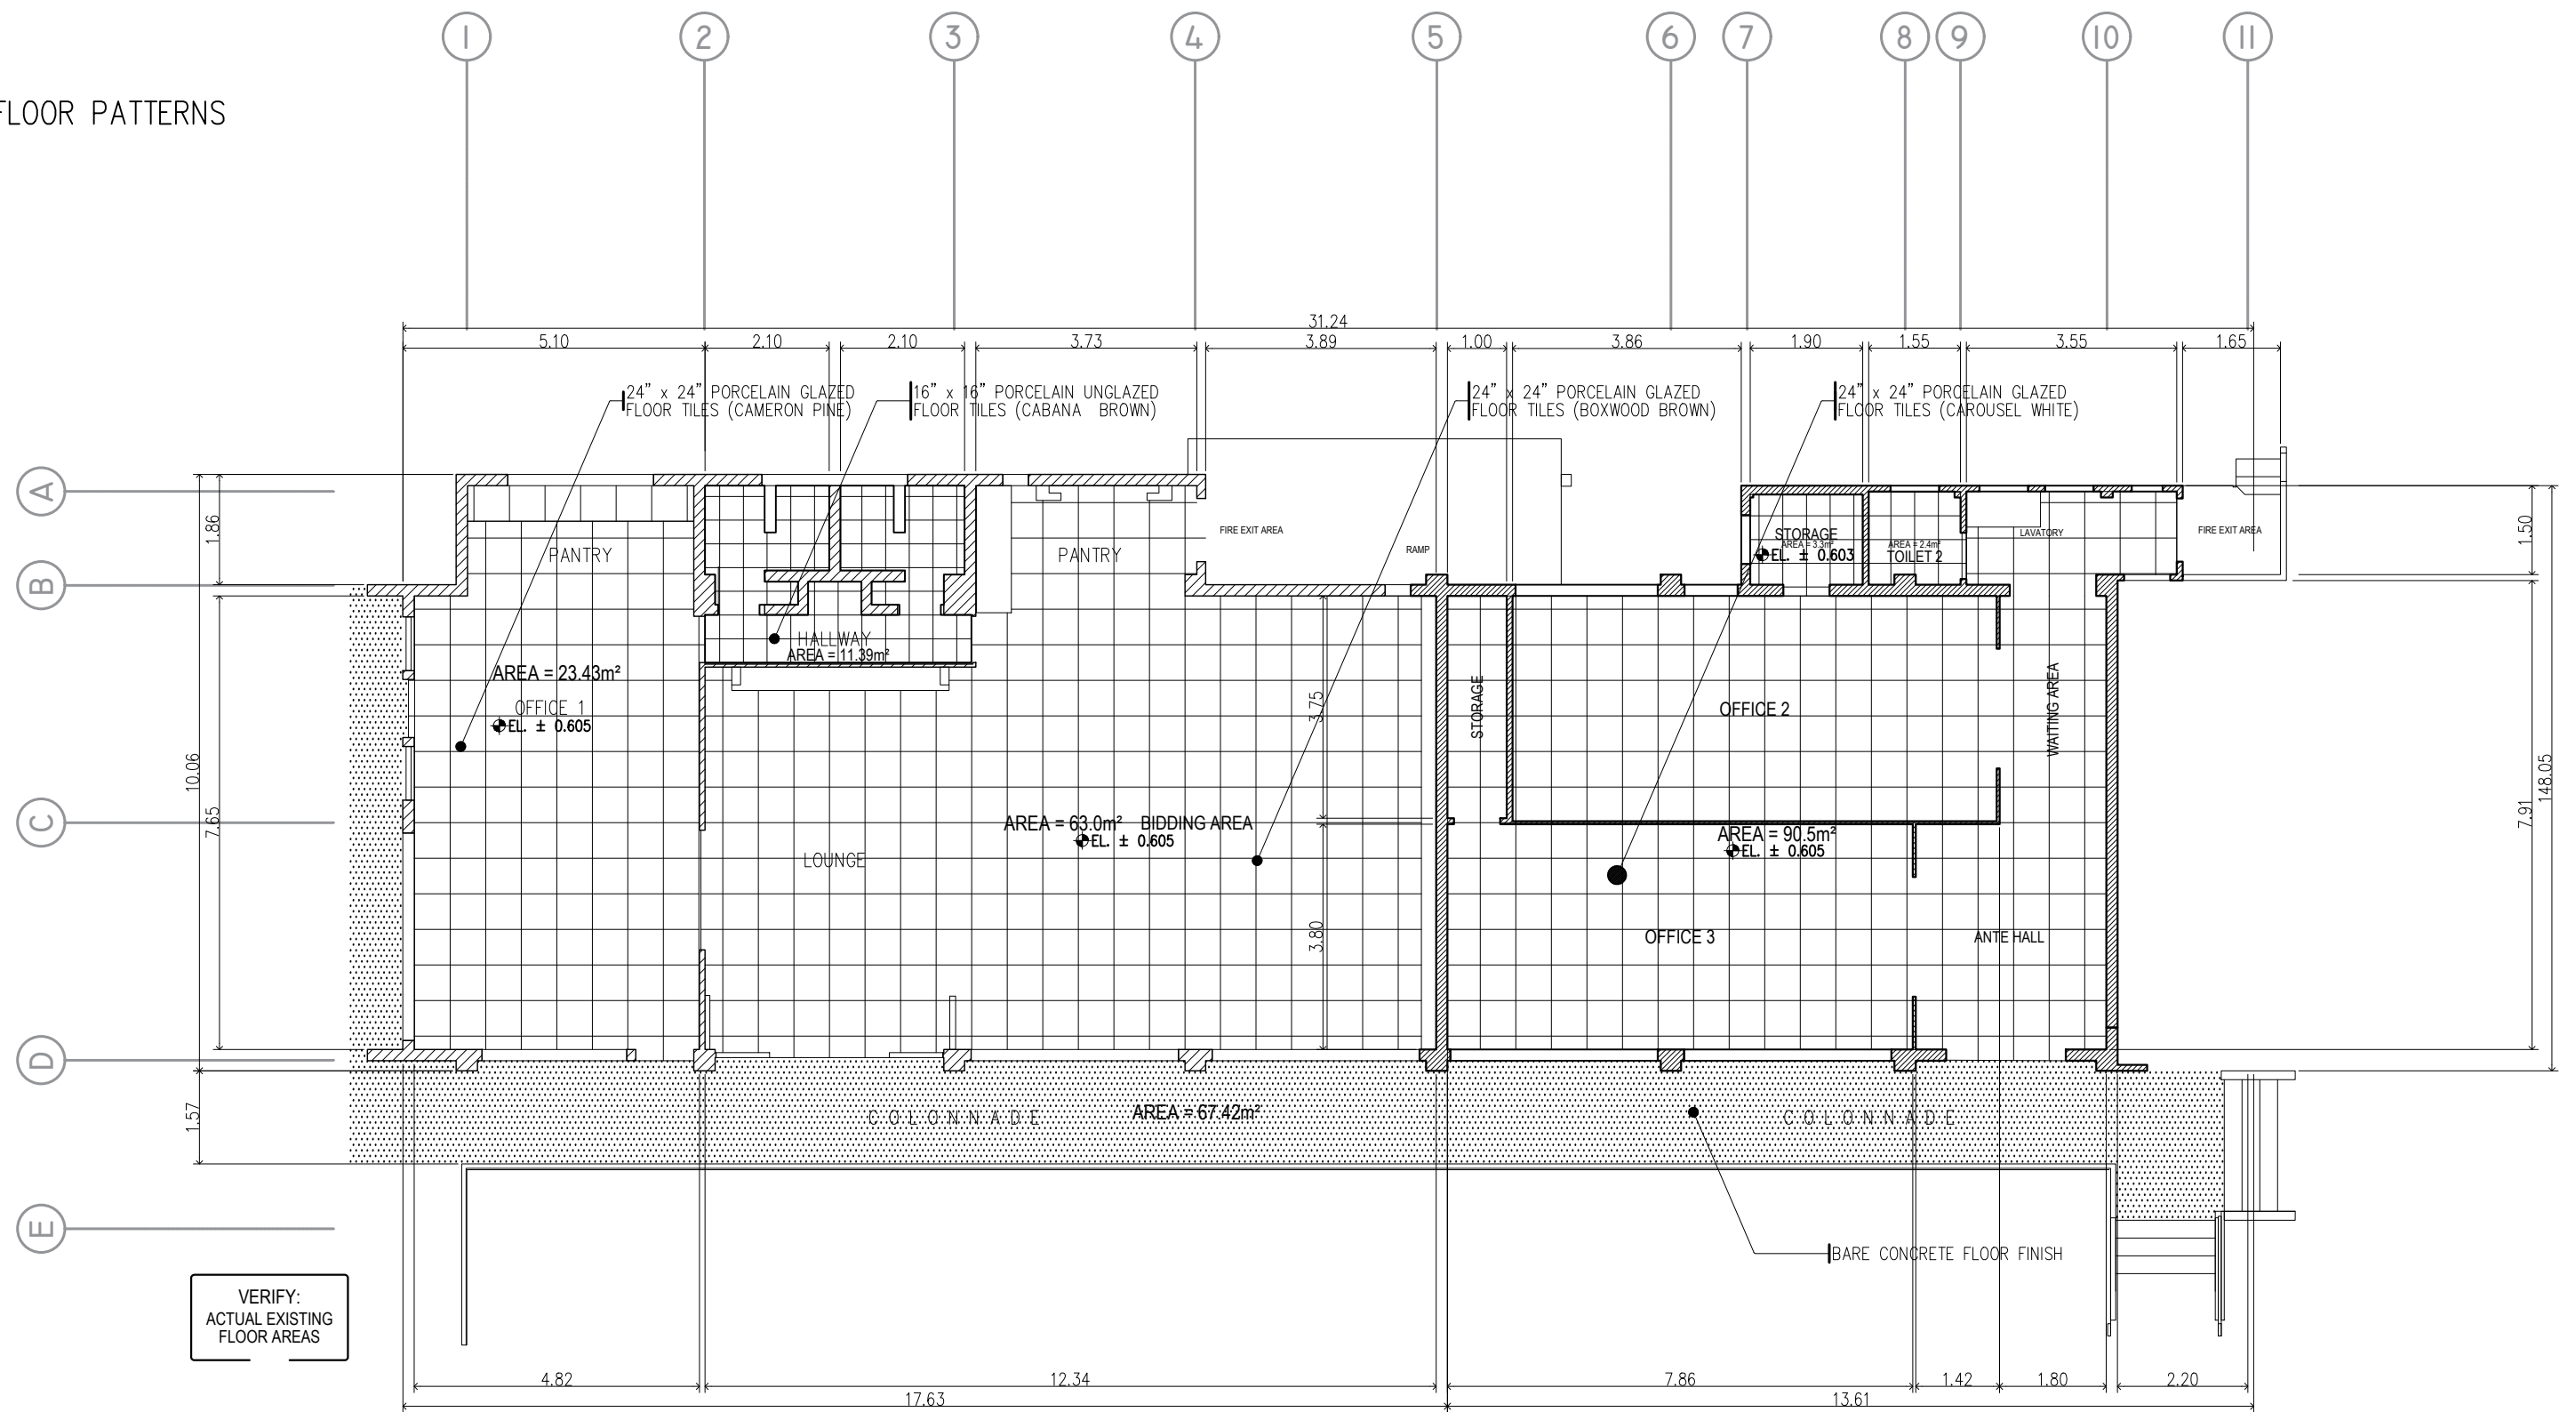 1 2 3 4 5 6 7 8 9 10 11
FLOOR PATTERNS
31.24
5.10 2.10 2.10 3.73 3.89 1.00 3.86 1.90 1.55 3.55 1.65
24" x 24" PORCELAIN GLAZED
FLOOR TILES (CAMERON PINE)
16" x 16" PORCELAIN UNGLAZED
FLOOR TILES (CABANA BROWN)
24" x 24" PORCELAIN GLAZED
FLOOR TILES (BOXWOOD BROWN)
24" x 24" PORCELAIN GLAZED
FLOOR TILES (CAROUSEL WHITE)
A
B
C
D
E
1.86
10.06
7.65
1.57
PANTRY
PANTRY
FIRE EXIT AREA
RAMP
STORAGE
AREA = 3.3m²
EL. ± 0.603
AREA = 2.4m²
TOILET 2
LAVATORY
FIRE EXIT AREA
1.50
HALLWAY
AREA = 11.39m²
AREA = 23.43m²
OFFICE 1
EL. ± 0.605
3.75
STORAGE
OFFICE 2
WAITING AREA
148.05
7.91
AREA = 63.0m² BIDDING AREA
EL. ± 0.605
LOUNGE
AREA = 90.5m²
EL. ± 0.605
3.80
OFFICE 3
ANTE HALL
COLONNADE
AREA = 67.42m²
COLONNADE
BARE CONCRETE FLOOR FINISH
VERIFY:
ACTUAL EXISTING
FLOOR AREAS
4.82 12.34 7.86 1.42 1.80 2.20
17.63 13.61